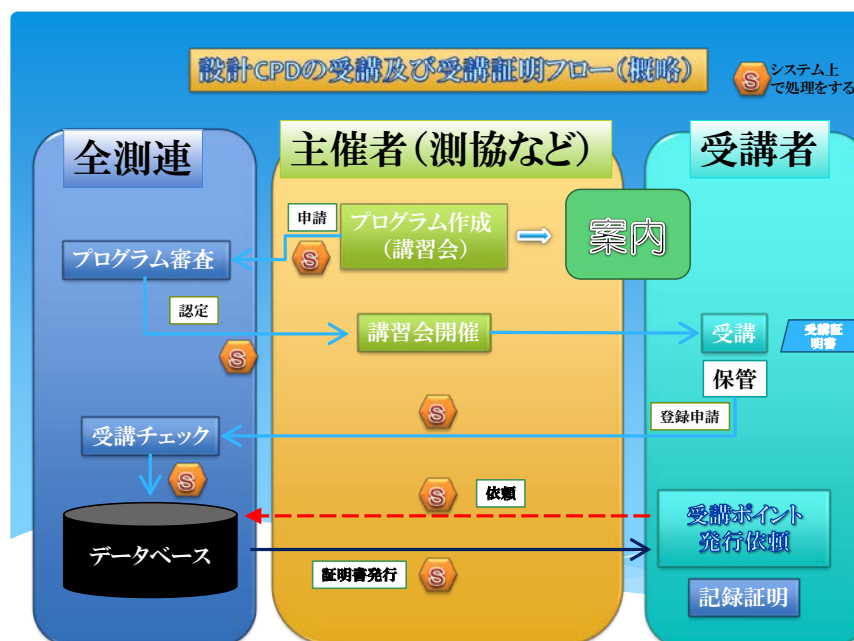 設計CPDの受講及び受講証明フロー(概略)
S
システム上
で処理をする
全測連
主催者(測協など)
受講者
申請
プログラム作成
(講習会)
案内
S
プログラム審査
認定
講習会開催
受講
受講証
明書
S
保管
登録申請
S
受講チェック
S
S
依頼
受講ポイント
発行依頼
データベース
証明書発行
S
記録証明